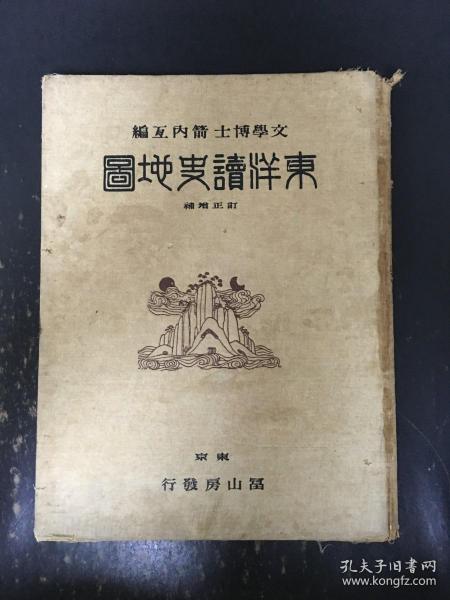 文學博士 箭内亙編
東洋讀史地圖
訂正增補
東京
冨山房發行
孔夫子旧书网
www.kongfz.com